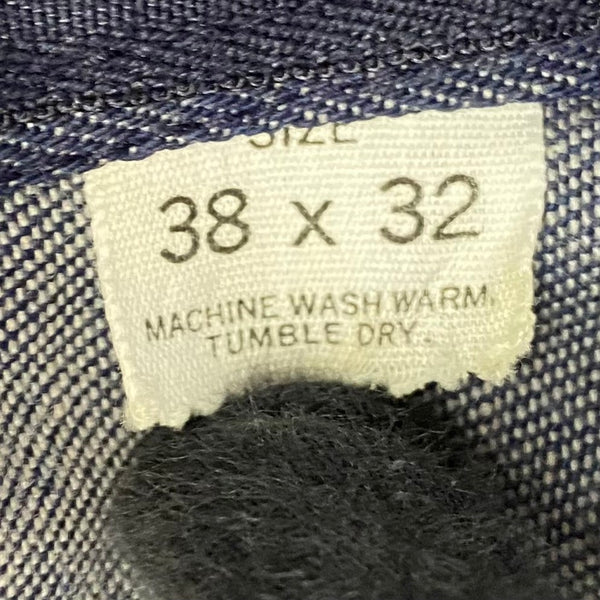 SIZE
38 x 32
MACHINE WASH WARM.
TUMBLE DRY.